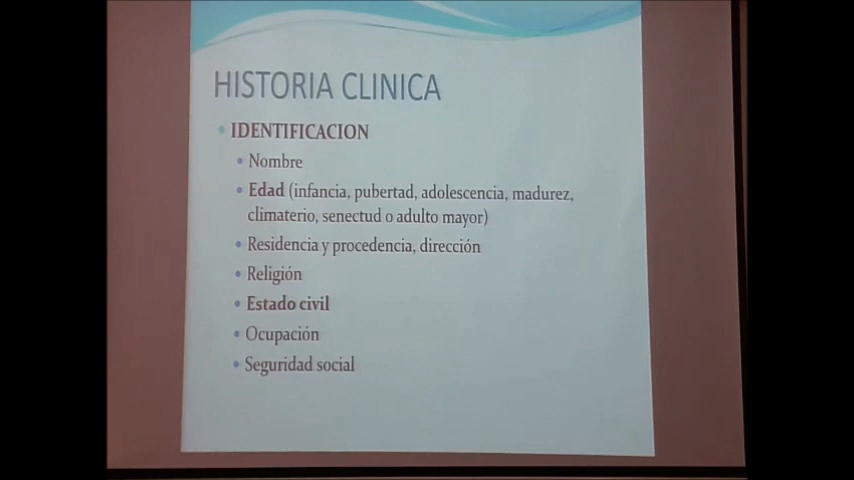 HISTORIA CLINICA
• IDENTIFICACION
• Nombre
• Edad (infancia, pubertad, adolescencia, madurez,
climaterio, senectud o adulto mayor)
• Residencia y procedencia, dirección
• Religión
• Estado civil
• Ocupación
• Seguridad social